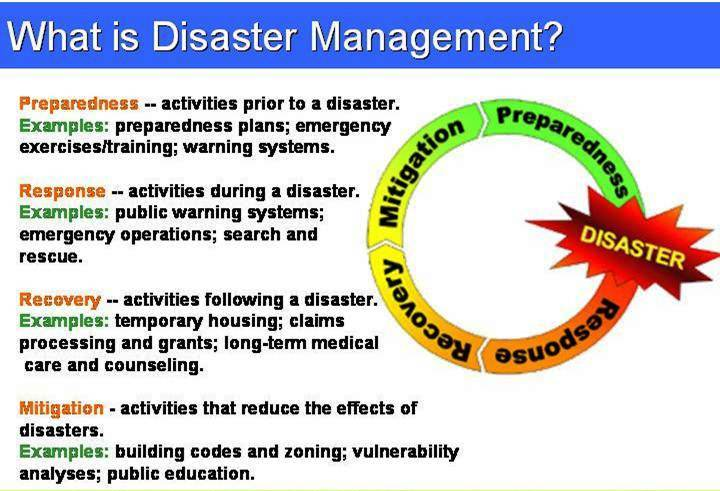 What is Disaster Management?
Preparedness -- activities prior to a disaster.
Examples: preparedness plans; emergency
exercises/training; warning systems.
Response -- activities during a disaster.
Examples: public warning systems;
emergency operations; search and
rescue.
Recovery -- activities following a disaster.
Examples: temporary housing; claims
processing and grants; long-term medical
care and counseling.
Mitigation - activities that reduce the effects of
disasters.
Examples: building codes and zoning; vulnerability
analyses; public education.
Mitigation
Preparedness
DISASTER
Response
Recovery